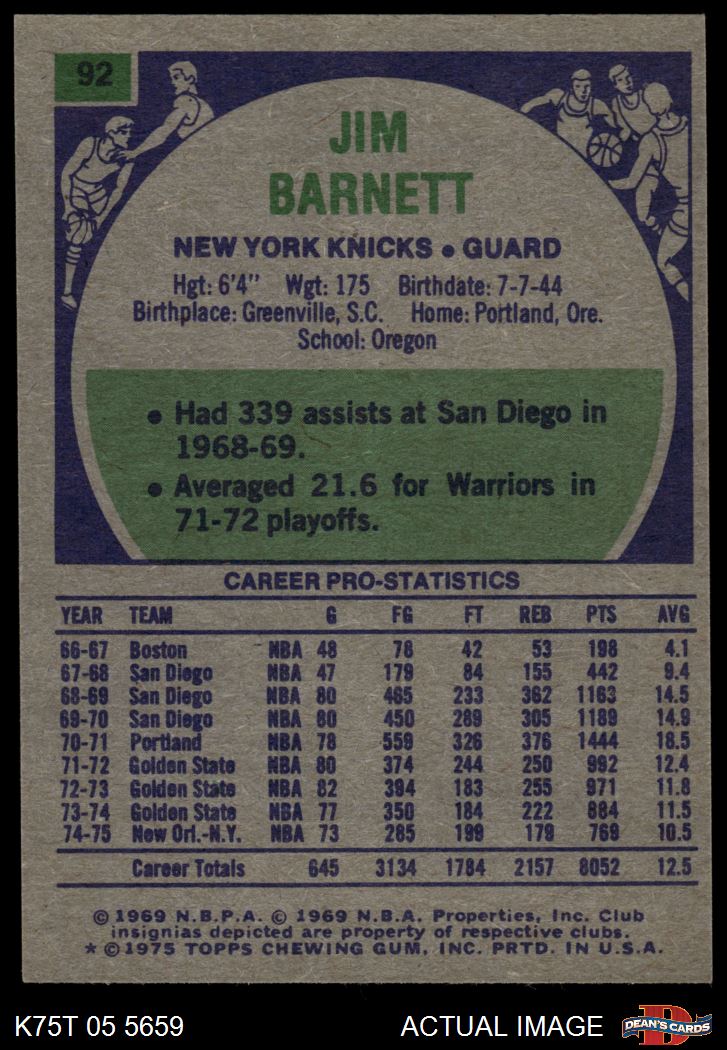 92
JIM
BARNETT
NEW YORK KNICKS • GUARD
Hgt: 6'4" Wgt: 175 Birthdate: 7-7-44
Birthplace: Greenville, S.C. Home: Portland, Ore.
School: Oregon
• Had 339 assists at San Diego in
1968-69.
• Averaged 21.6 for Warriors in
71-72 playoffs.
CAREER PRO-STATISTICS
YEAR TEAM G FG FT REB PTS AVG
66-67 Boston NBA 48 78 42 53 198 4.1
67-68 San Diego NBA 47 179 84 155 442 9.4
68-69 San Diego NBA 80 465 233 362 1163 14.5
69-70 San Diego NBA 80 450 289 305 1189 14.9
70-71 Portland NBA 78 559 326 376 1444 18.5
71-72 Golden State NBA 80 374 244 250 992 12.4
72-73 Golden State NBA 82 394 183 255 971 11.8
73-74 Golden State NBA 77 350 184 222 884 11.5
74-75 New Orl.-N.Y. NBA 73 285 199 179 769 10.5
Career Totals 645 3134 1784 2157 8052 12.5
© 1969 N.B.P.A. © 1969 N.B.A. Properties, Inc. Club
insignias depicted are property of respective clubs.
* © 1975 TOPPS CHEWING GUM, INC. PRTD. IN U.S.A.
K75T 05 5659 ACTUAL IMAGE
D
DEAN'S CARDS